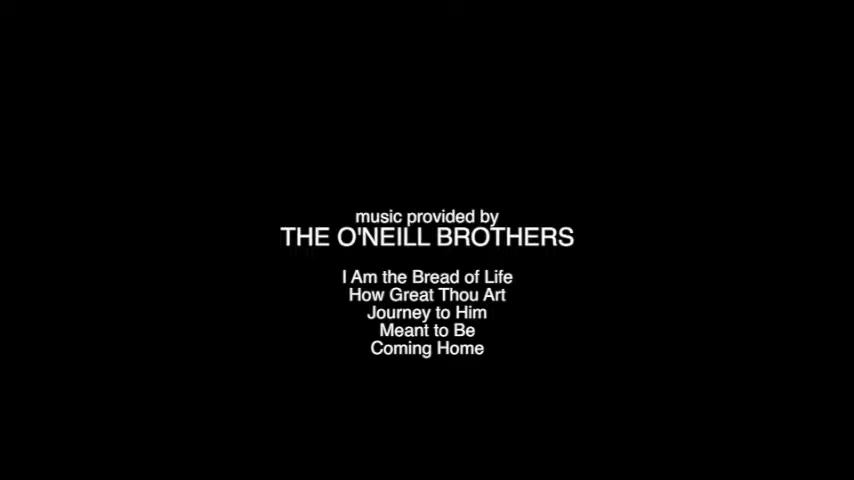 music provided by
THE O'NEILL BROTHERS
I Am the Bread of Life
How Great Thou Art
Journey to Him
Meant to Be
Coming Home